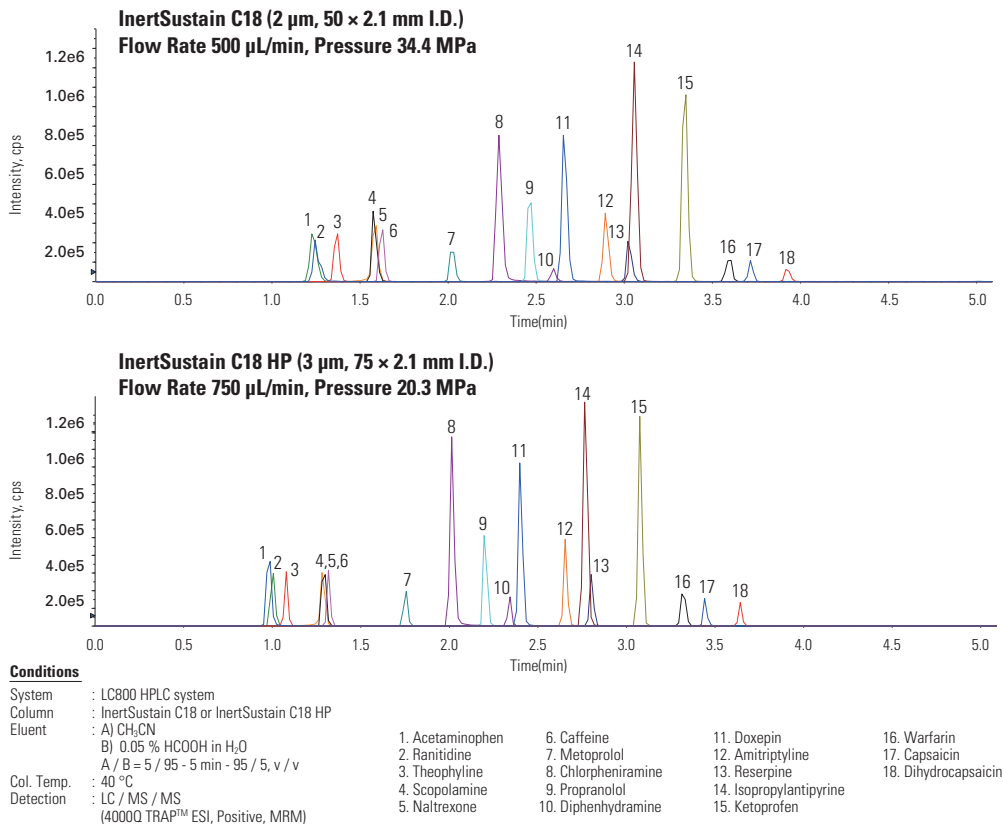 InertSustain C18 (2 µm, 50 × 2.1 mm I.D.)
Flow Rate 500 µL/min, Pressure 34.4 MPa
Intensity, cps
1.2e6
1.0e6
8.0e5
6.0e5
4.0e5
2.0e5
1 2 3 4 5 6 7 8 9 10 11 12 13 14 15 16 17 18
0.0 0.5 1.0 1.5 2.0 2.5 3.0 3.5 4.0 5.0
Time(min)
InertSustain C18 HP (3 µm, 75 × 2.1 mm I.D.)
Flow Rate 750 µL/min, Pressure 20.3 MPa
Intensity, cps
1.2e6
1.0e6
8.0e5
6.0e5
4.0e5
2.0e5
1 2 3 4,5,6 7 8 9 10 11 12 13 14 15 16 17 18
0.0 0.5 1.0 1.5 2.0 2.5 3.0 3.5 4.0 5.0
Time(min)
Conditions
System : LC800 HPLC system
Column : InertSustain C18 or InertSustain C18 HP
Eluent : A) CH₃CN
B) 0.05 % HCOOH in H₂O
A / B = 5 / 95 - 5 min - 95 / 5, v / v
Col. Temp. : 40 °C
Detection : LC / MS / MS
(4000Q TRAP™ ESI, Positive, MRM)
1. Acetaminophen
2. Ranitidine
3. Theophyline
4. Scopolamine
5. Naltrexone
6. Caffeine
7. Metoprolol
8. Chlorpheniramine
9. Propranolol
10. Diphenhydramine
11. Doxepin
12. Amitriptyline
13. Reserpine
14. Isopropylantipyrine
15. Ketoprofen
16. Warfarin
17. Capsaicin
18. Dihydrocapsaicin